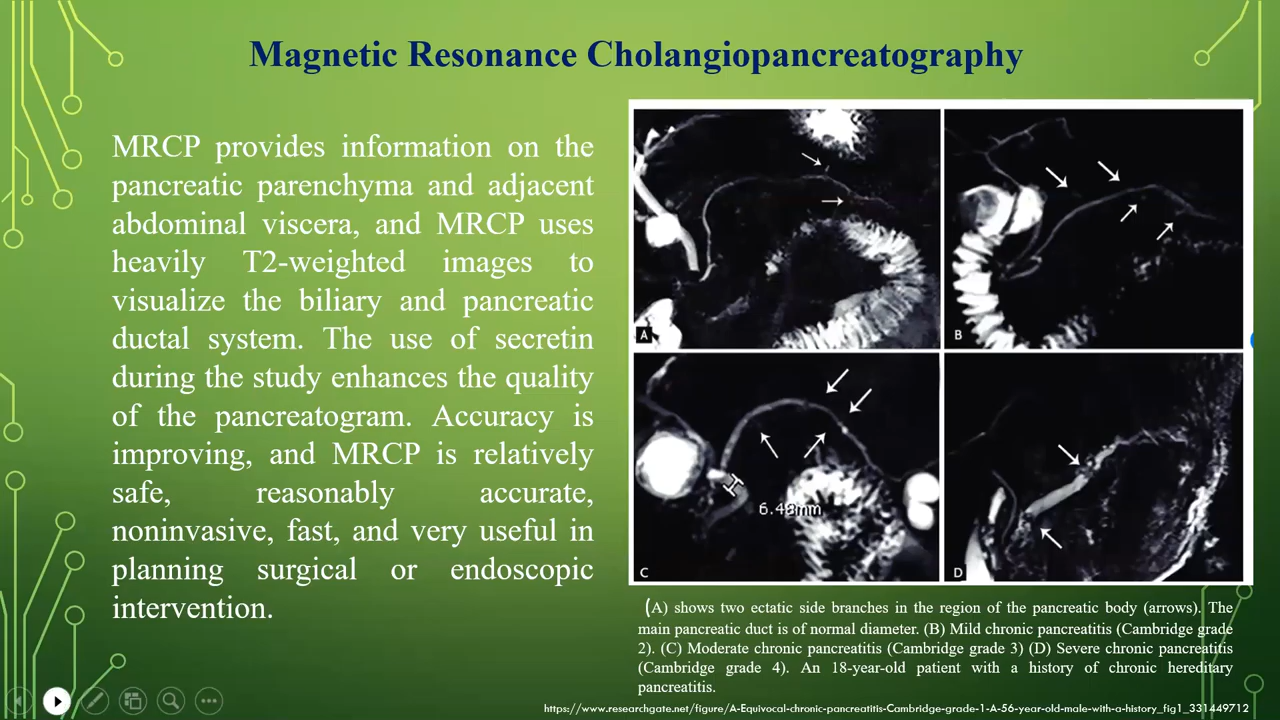 Magnetic Resonance Cholangiopancreatography
MRCP provides information on the
pancreatic parenchyma and adjacent
abdominal viscera, and MRCP uses
heavily T2-weighted images to
visualize the biliary and pancreatic
ductal system. The use of secretin
during the study enhances the quality
of the pancreatogram. Accuracy is
improving, and MRCP is relatively
safe, reasonably accurate,
noninvasive, fast, and very useful in
planning surgical or endoscopic
intervention.
A
B
6.48mm
C
D
(A) shows two ectatic side branches in the region of the pancreatic body (arrows). The
main pancreatic duct is of normal diameter. (B) Mild chronic pancreatitis (Cambridge grade
2). (C) Moderate chronic pancreatitis (Cambridge grade 3) (D) Severe chronic pancreatitis
(Cambridge grade 4). An 18-year-old patient with a history of chronic hereditary
pancreatitis.
https://www.researchgate.net/figure/A-Equivocal-chronic-pancreatitis-Cambridge-grade-1-A-56-year-old-male-with-a-history_fig1_331449712